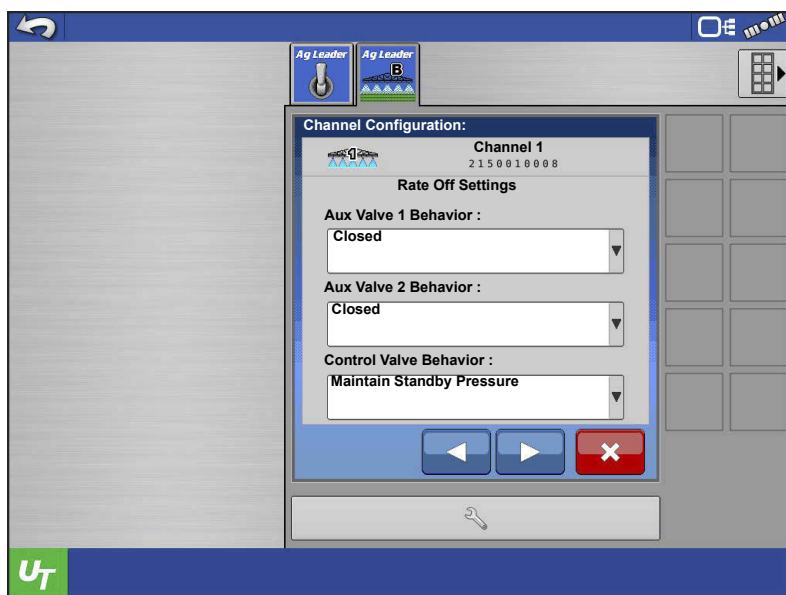 Ag Leader
Ag Leader
B
Channel Configuration:
1
Channel 1
2150010008
Rate Off Settings
Aux Valve 1 Behavior :
Closed
Aux Valve 2 Behavior :
Closed
Control Valve Behavior :
Maintain Standby Pressure
UT